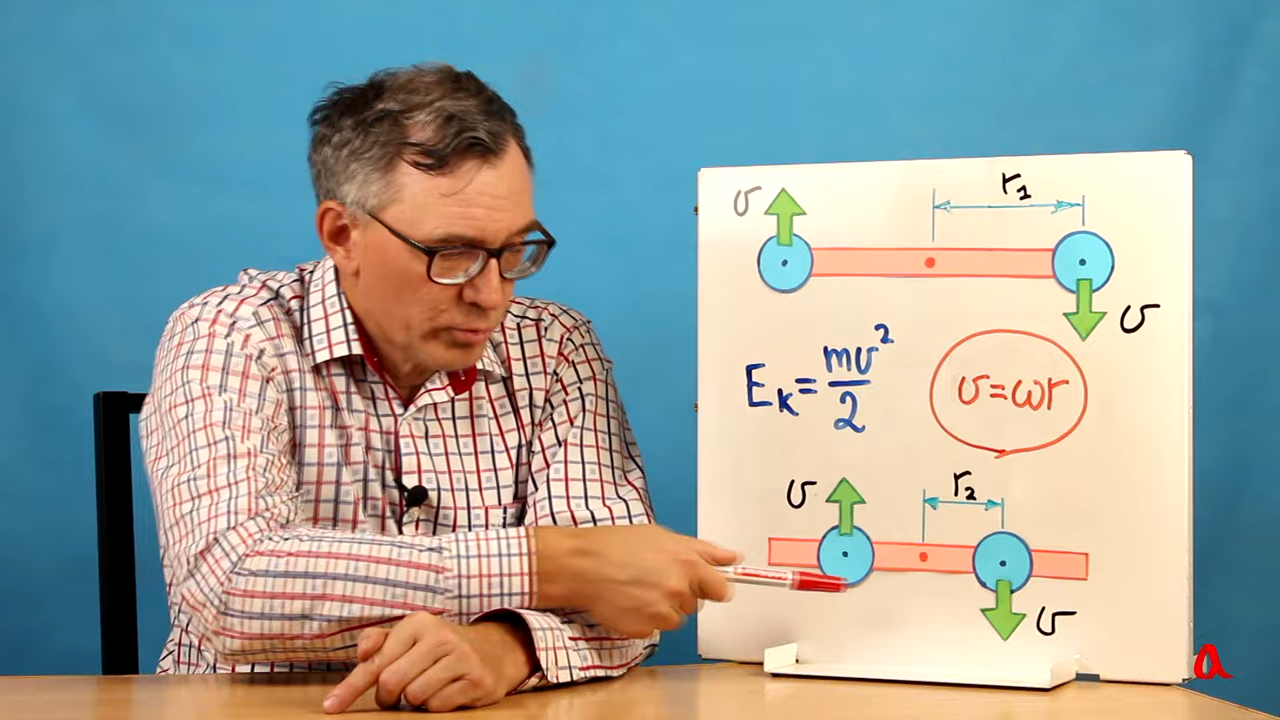 υ
r₁
υ
Eₖ = mυ²/2
υ = ωr
υ
r₂
υ
a